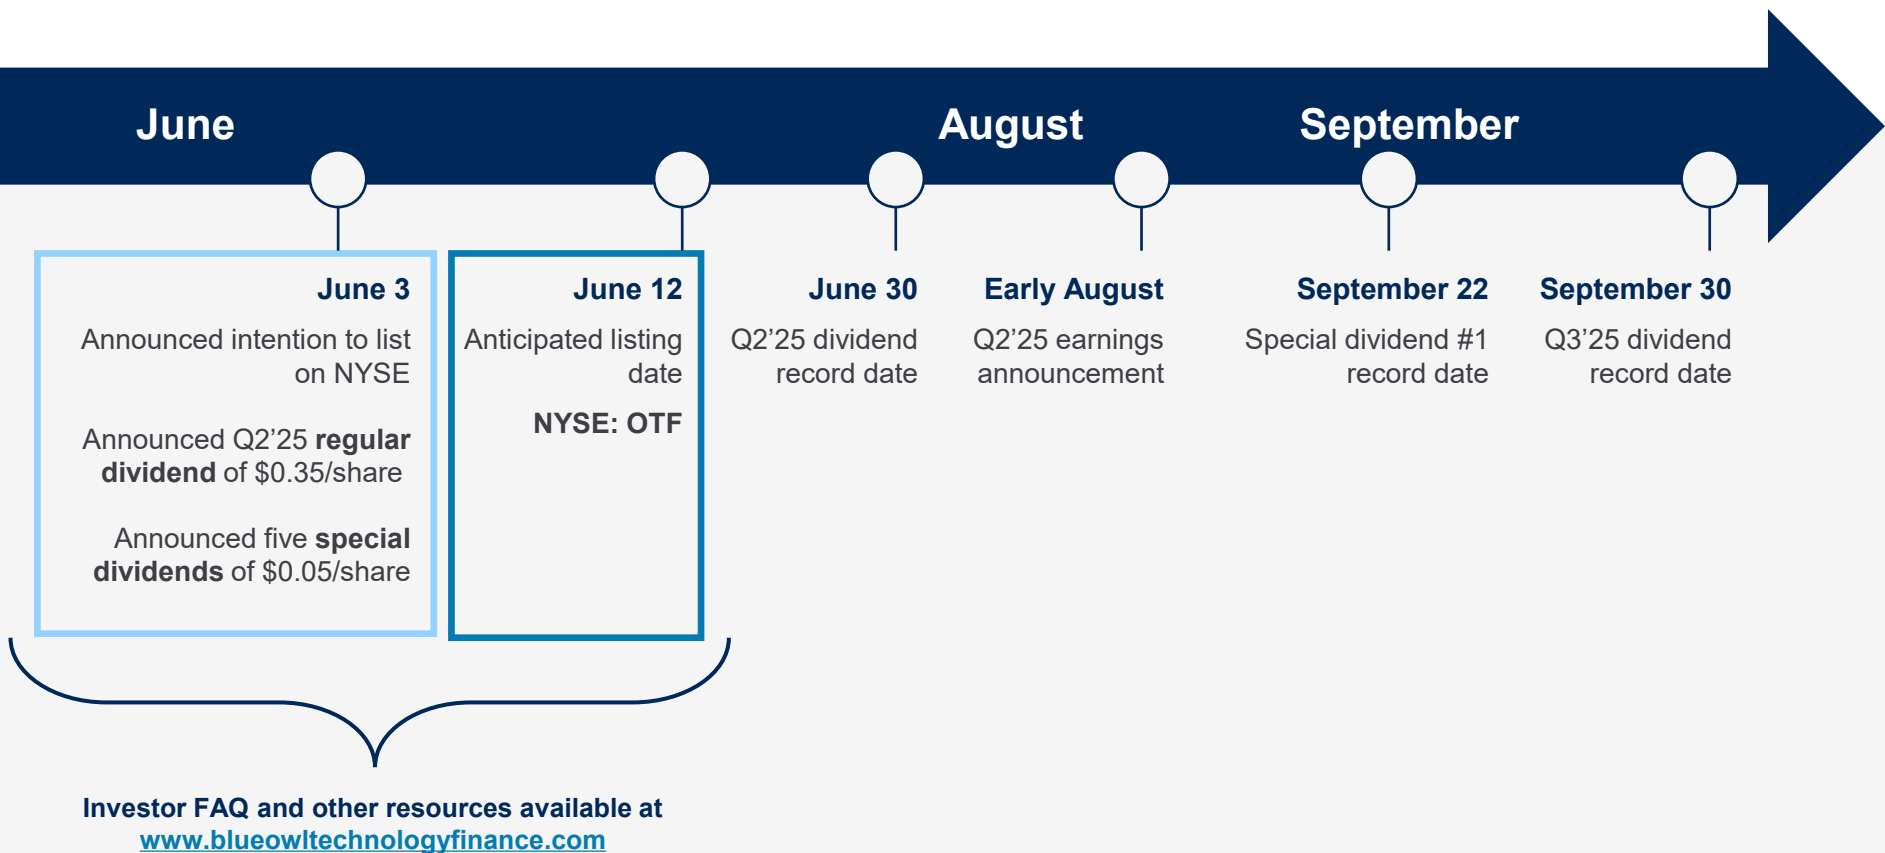 June
August
September
June 3
Announced intention to list
on NYSE
Announced Q2’25 regular
dividend of $0.35/share
Announced five special
dividends of $0.05/share
June 12
Anticipated listing
date
NYSE: OTF
June 30
Q2’25 dividend
record date
Early August
Q2’25 earnings
announcement
September 22
Special dividend #1
record date
September 30
Q3’25 dividend
record date
Investor FAQ and other resources available at
www.blueowltechnologyfinance.com